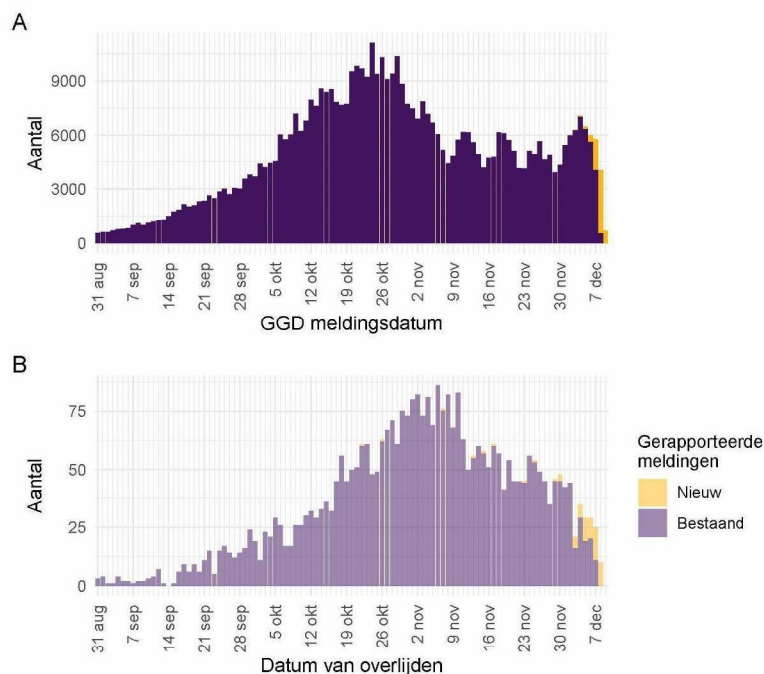 A
Aantal
9000
6000
3000
0
31 aug
7 sep
14 sep
21 sep
28 sep
5 okt
12 okt
19 okt
26 okt
2 nov
9 nov
16 nov
23 nov
30 nov
7 dec
GGD meldingsdatum
B
Aantal
75
50
25
0
31 aug
7 sep
14 sep
21 sep
28 sep
5 okt
12 okt
19 okt
26 okt
2 nov
9 nov
16 nov
23 nov
30 nov
7 dec
Datum van overlijden
Gerapporteerde
meldingen
Nieuw
Bestaand